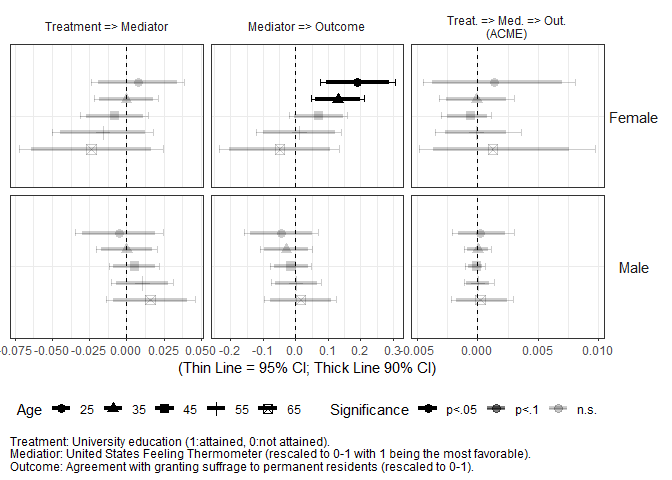 Treatment => Mediator
Mediator => Outcome
Treat. => Med. => Out.
(ACME)
Female
Male
-0.075 -0.050 -0.025 0.000 0.025 0.050
-0.2 -0.1 0.0 0.1 0.2 0.3
-0.005 0.000 0.005 0.010
(Thin Line = 95% CI; Thick Line 90% CI)
Age 25 35 45 55 65 Significance p<.05 p<.1 n.s.
Treatment: University education (1:attained, 0:not attained).
Mediatior: United States Feeling Thermometer (rescaled to 0-1 with 1 being the most favorable).
Outcome: Agreement with granting suffrage to permanent residents (rescaled to 0-1).